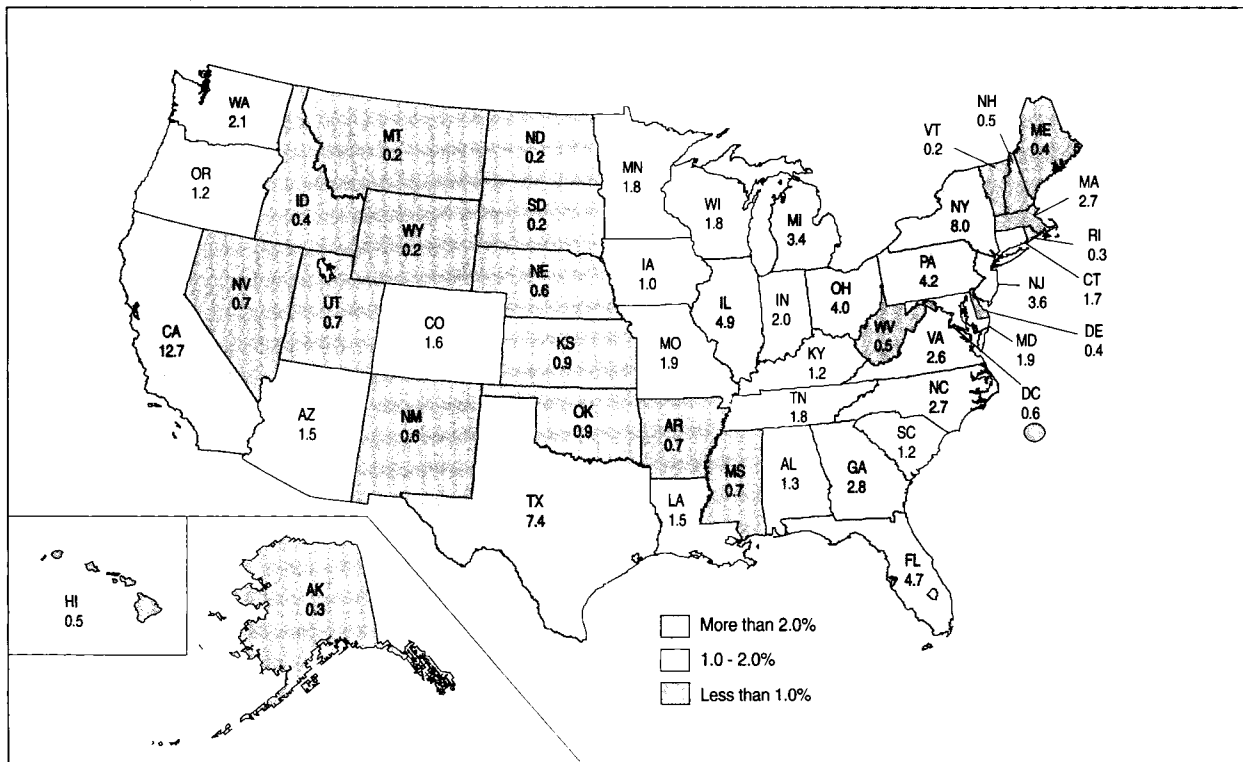 WA
2.1
OR
1.2
CA
12.7
ID
0.4
NV
0.7
MT
0.2
WY
0.2
UT
0.7
AZ
1.5
CO
1.6
NM
0.6
ND
0.2
SD
0.2
NE
0.6
KS
0.9
OK
0.9
TX
7.4
MN
1.8
IA
1.0
MO
1.9
AR
0.7
LA
1.5
WI
1.8
IL
4.9
MS
0.7
MI
3.4
IN
2.0
KY
1.2
TN
1.8
AL
1.3
OH
4.0
WV
0.5
GA
2.8
FL
4.7
SC
1.2
NC
2.7
VA
2.6
PA
4.2
NY
8.0
VT
0.2
NH
0.5
ME
0.4
MA
2.7
RI
0.3
CT
1.7
NJ
3.6
DE
0.4
MD
1.9
DC
0.6
HI
0.5
AK
0.3
More than 2.0%
1.0 - 2.0%
Less than 1.0%